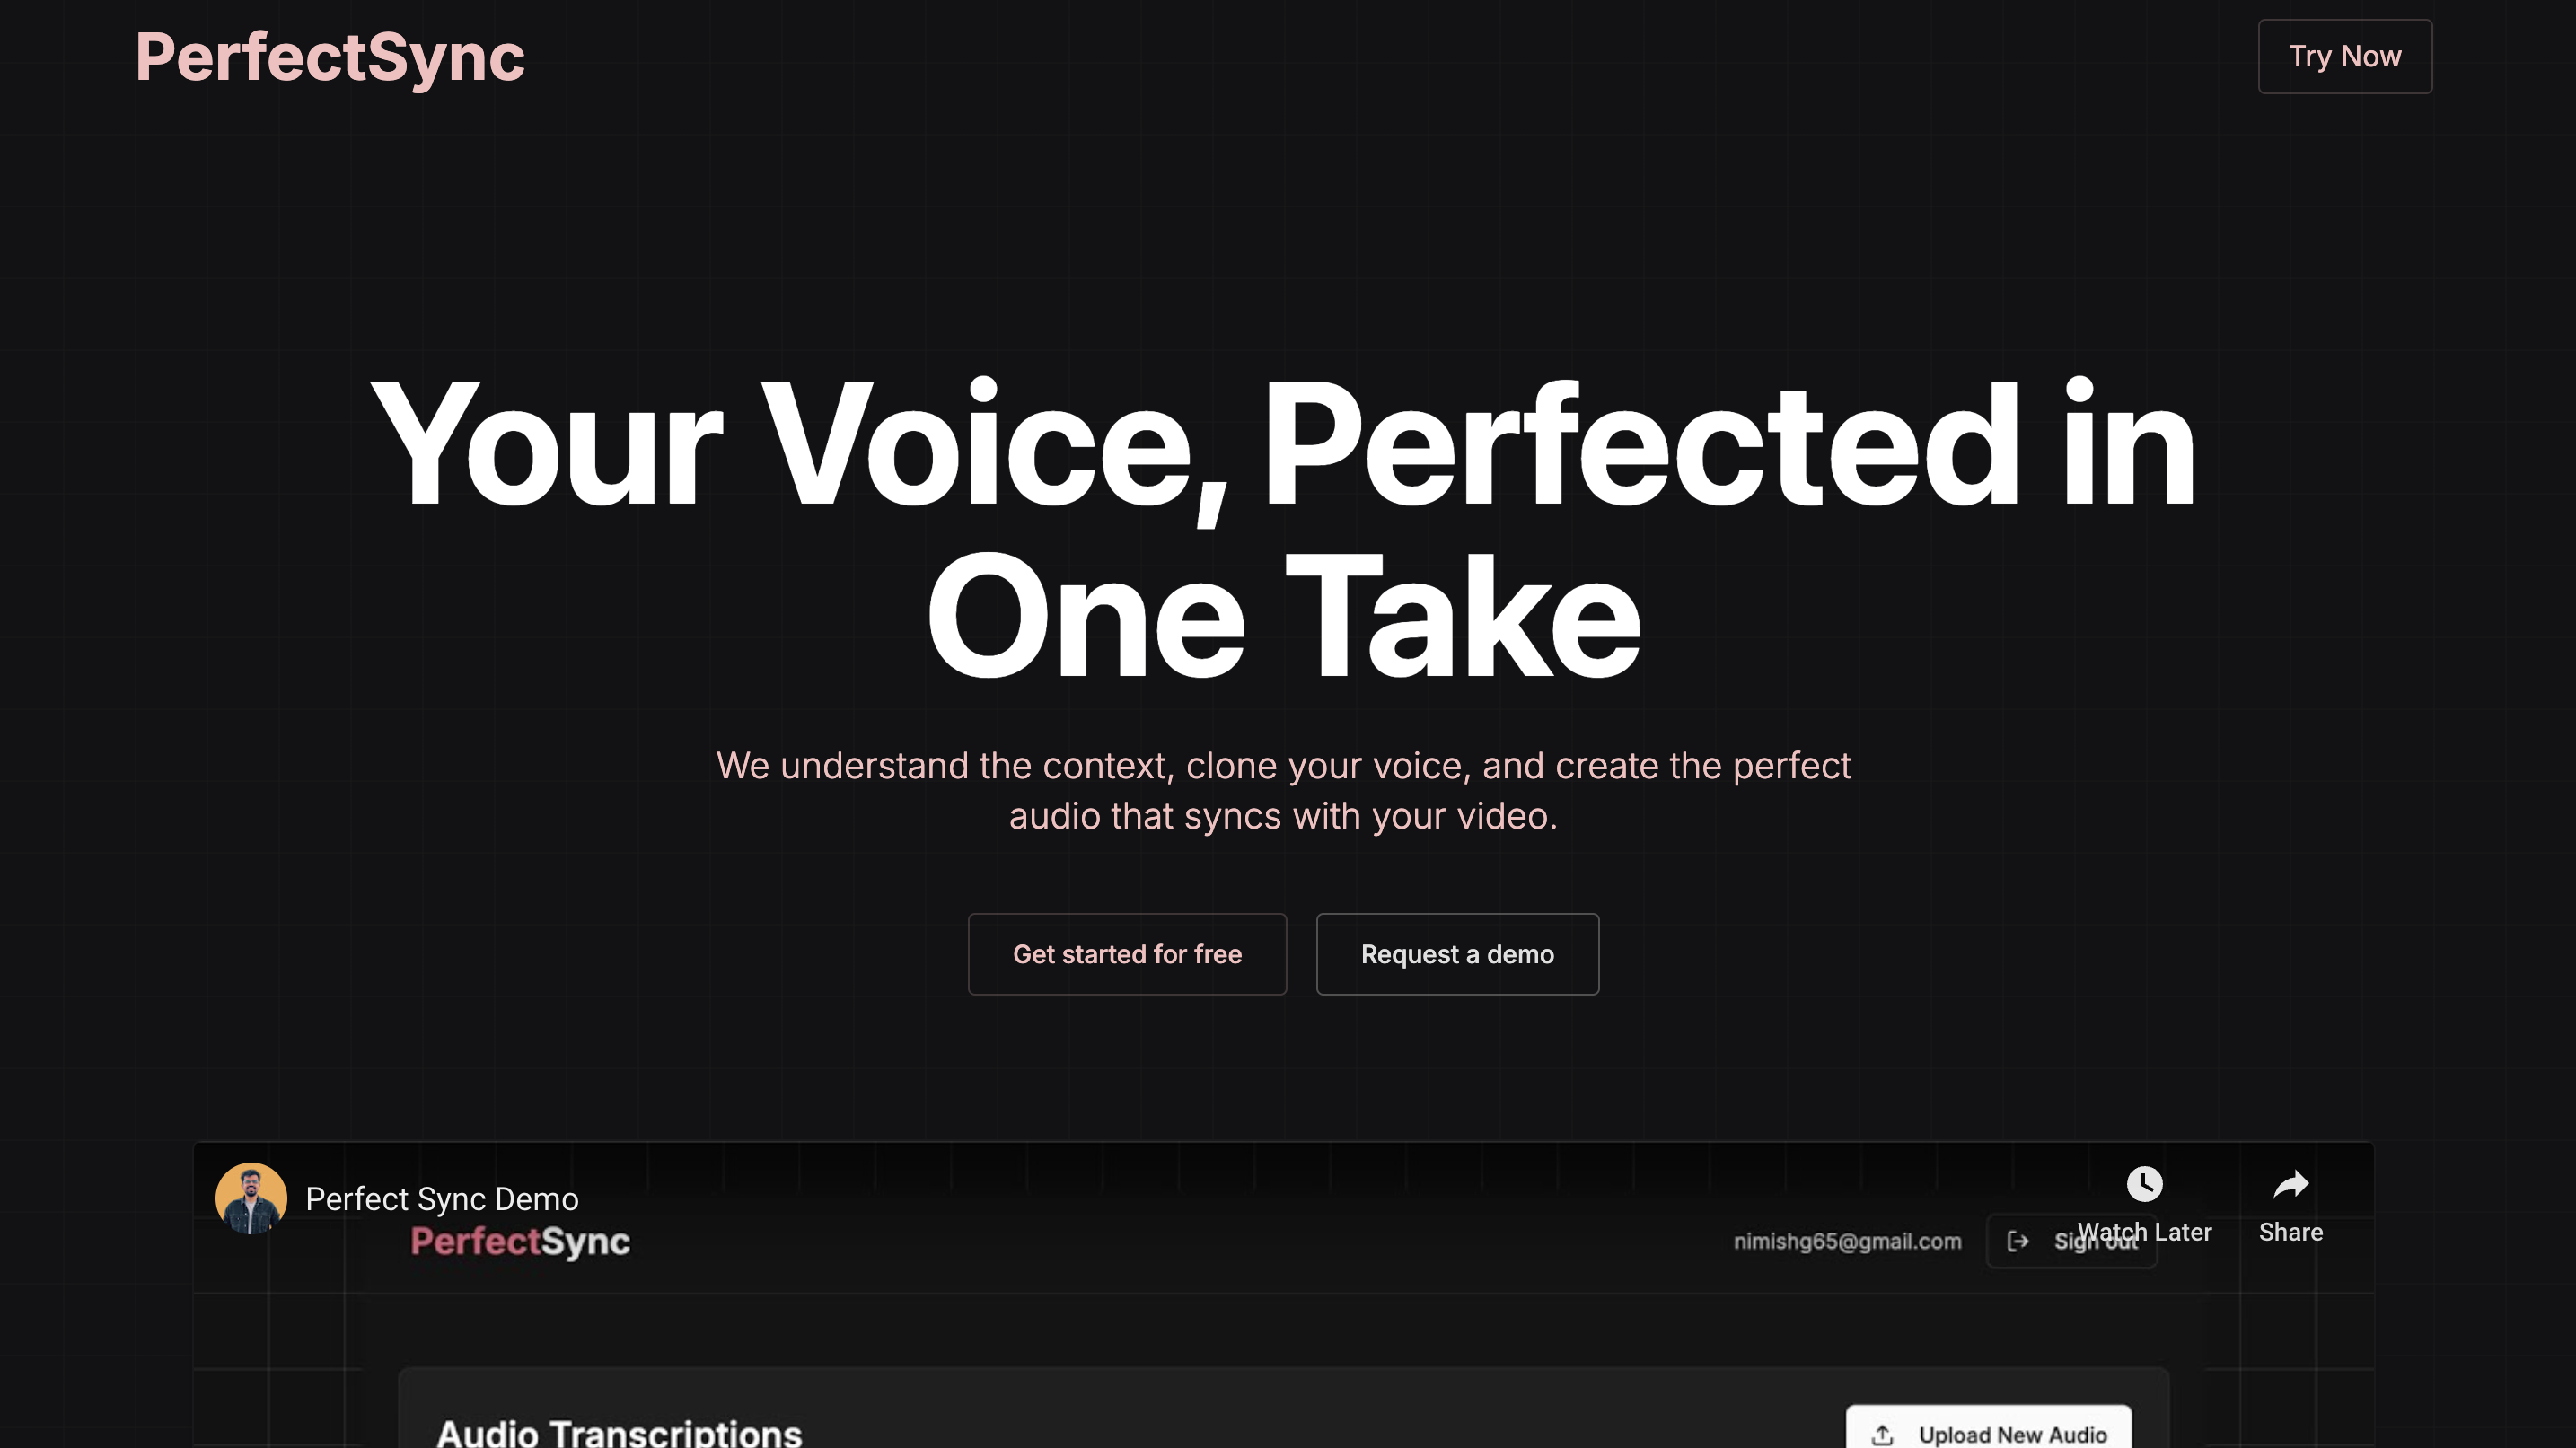 PerfectSync
Try Now
Your Voice, Perfected in
One Take
We understand the context, clone your voice, and create the perfect
audio that syncs with your video.
Get started for free
Request a demo
Perfect Sync Demo
Watch Later
Share
PerfectSync
nimishg65@gmail.com
Sign out
Audio Transcriptions
Upload New Audio